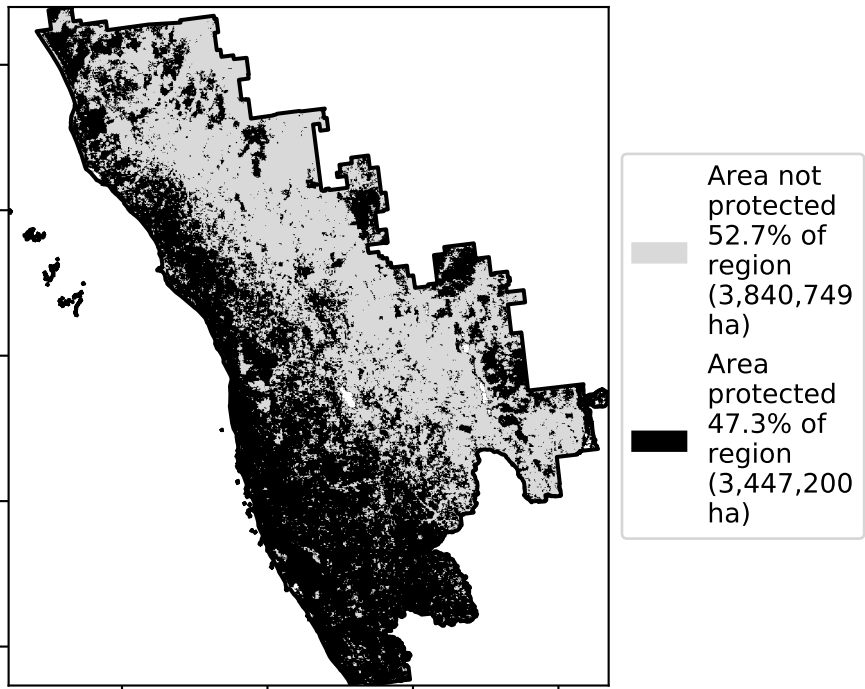 Area not
protected
52.7% of
region
(3,840,749
ha)
Area
protected
47.3% of
region
(3,447,200
ha)